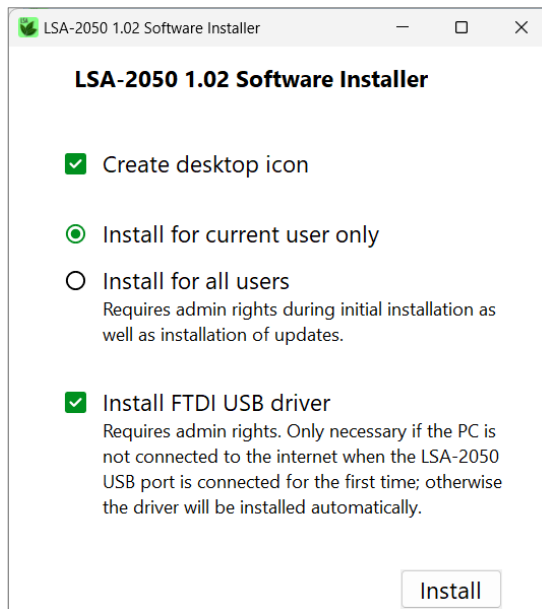 LSA-2050 1.02 Software Installer
LSA-2050 1.02 Software Installer
Create desktop icon
Install for current user only
Install for all users
Requires admin rights during initial installation as
well as installation of updates.
Install FTDI USB driver
Requires admin rights. Only necessary if the PC is
not connected to the internet when the LSA-2050
USB port is connected for the first time; otherwise
the driver will be installed automatically.
Install